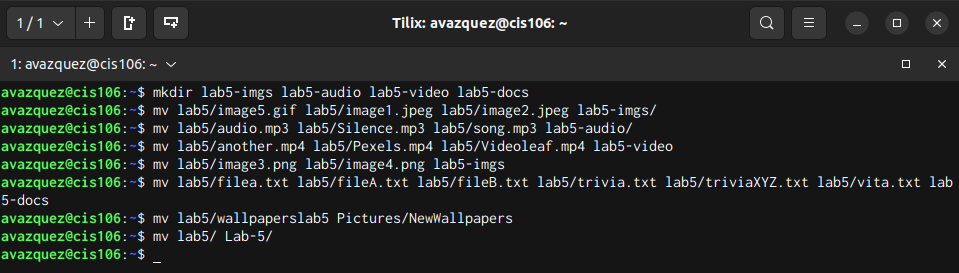 1 / 1
Tilix: avazquez@cis106: ~
1: avazquez@cis106: ~
avazquez@cis106:~$ mkdir lab5-imgs lab5-audio lab5-video lab5-docs
avazquez@cis106:~$ mv lab5/image5.gif lab5/image1.jpeg lab5/image2.jpeg lab5-imgs/
avazquez@cis106:~$ mv lab5/audio.mp3 lab5/Silence.mp3 lab5/song.mp3 lab5-audio/
avazquez@cis106:~$ mv lab5/another.mp4 lab5/Pexels.mp4 lab5/Videoleaf.mp4 lab5-video
avazquez@cis106:~$ mv lab5/image3.png lab5/image4.png lab5-imgs
avazquez@cis106:~$ mv lab5/filea.txt lab5/fileA.txt lab5/fileB.txt lab5/trivia.txt lab5/triviaXYZ.txt lab5/vita.txt lab
5-docs
avazquez@cis106:~$ mv lab5/wallpaperslab5 Pictures/NewWallpapers
avazquez@cis106:~$ mv lab5/ Lab-5/
avazquez@cis106:~$ _